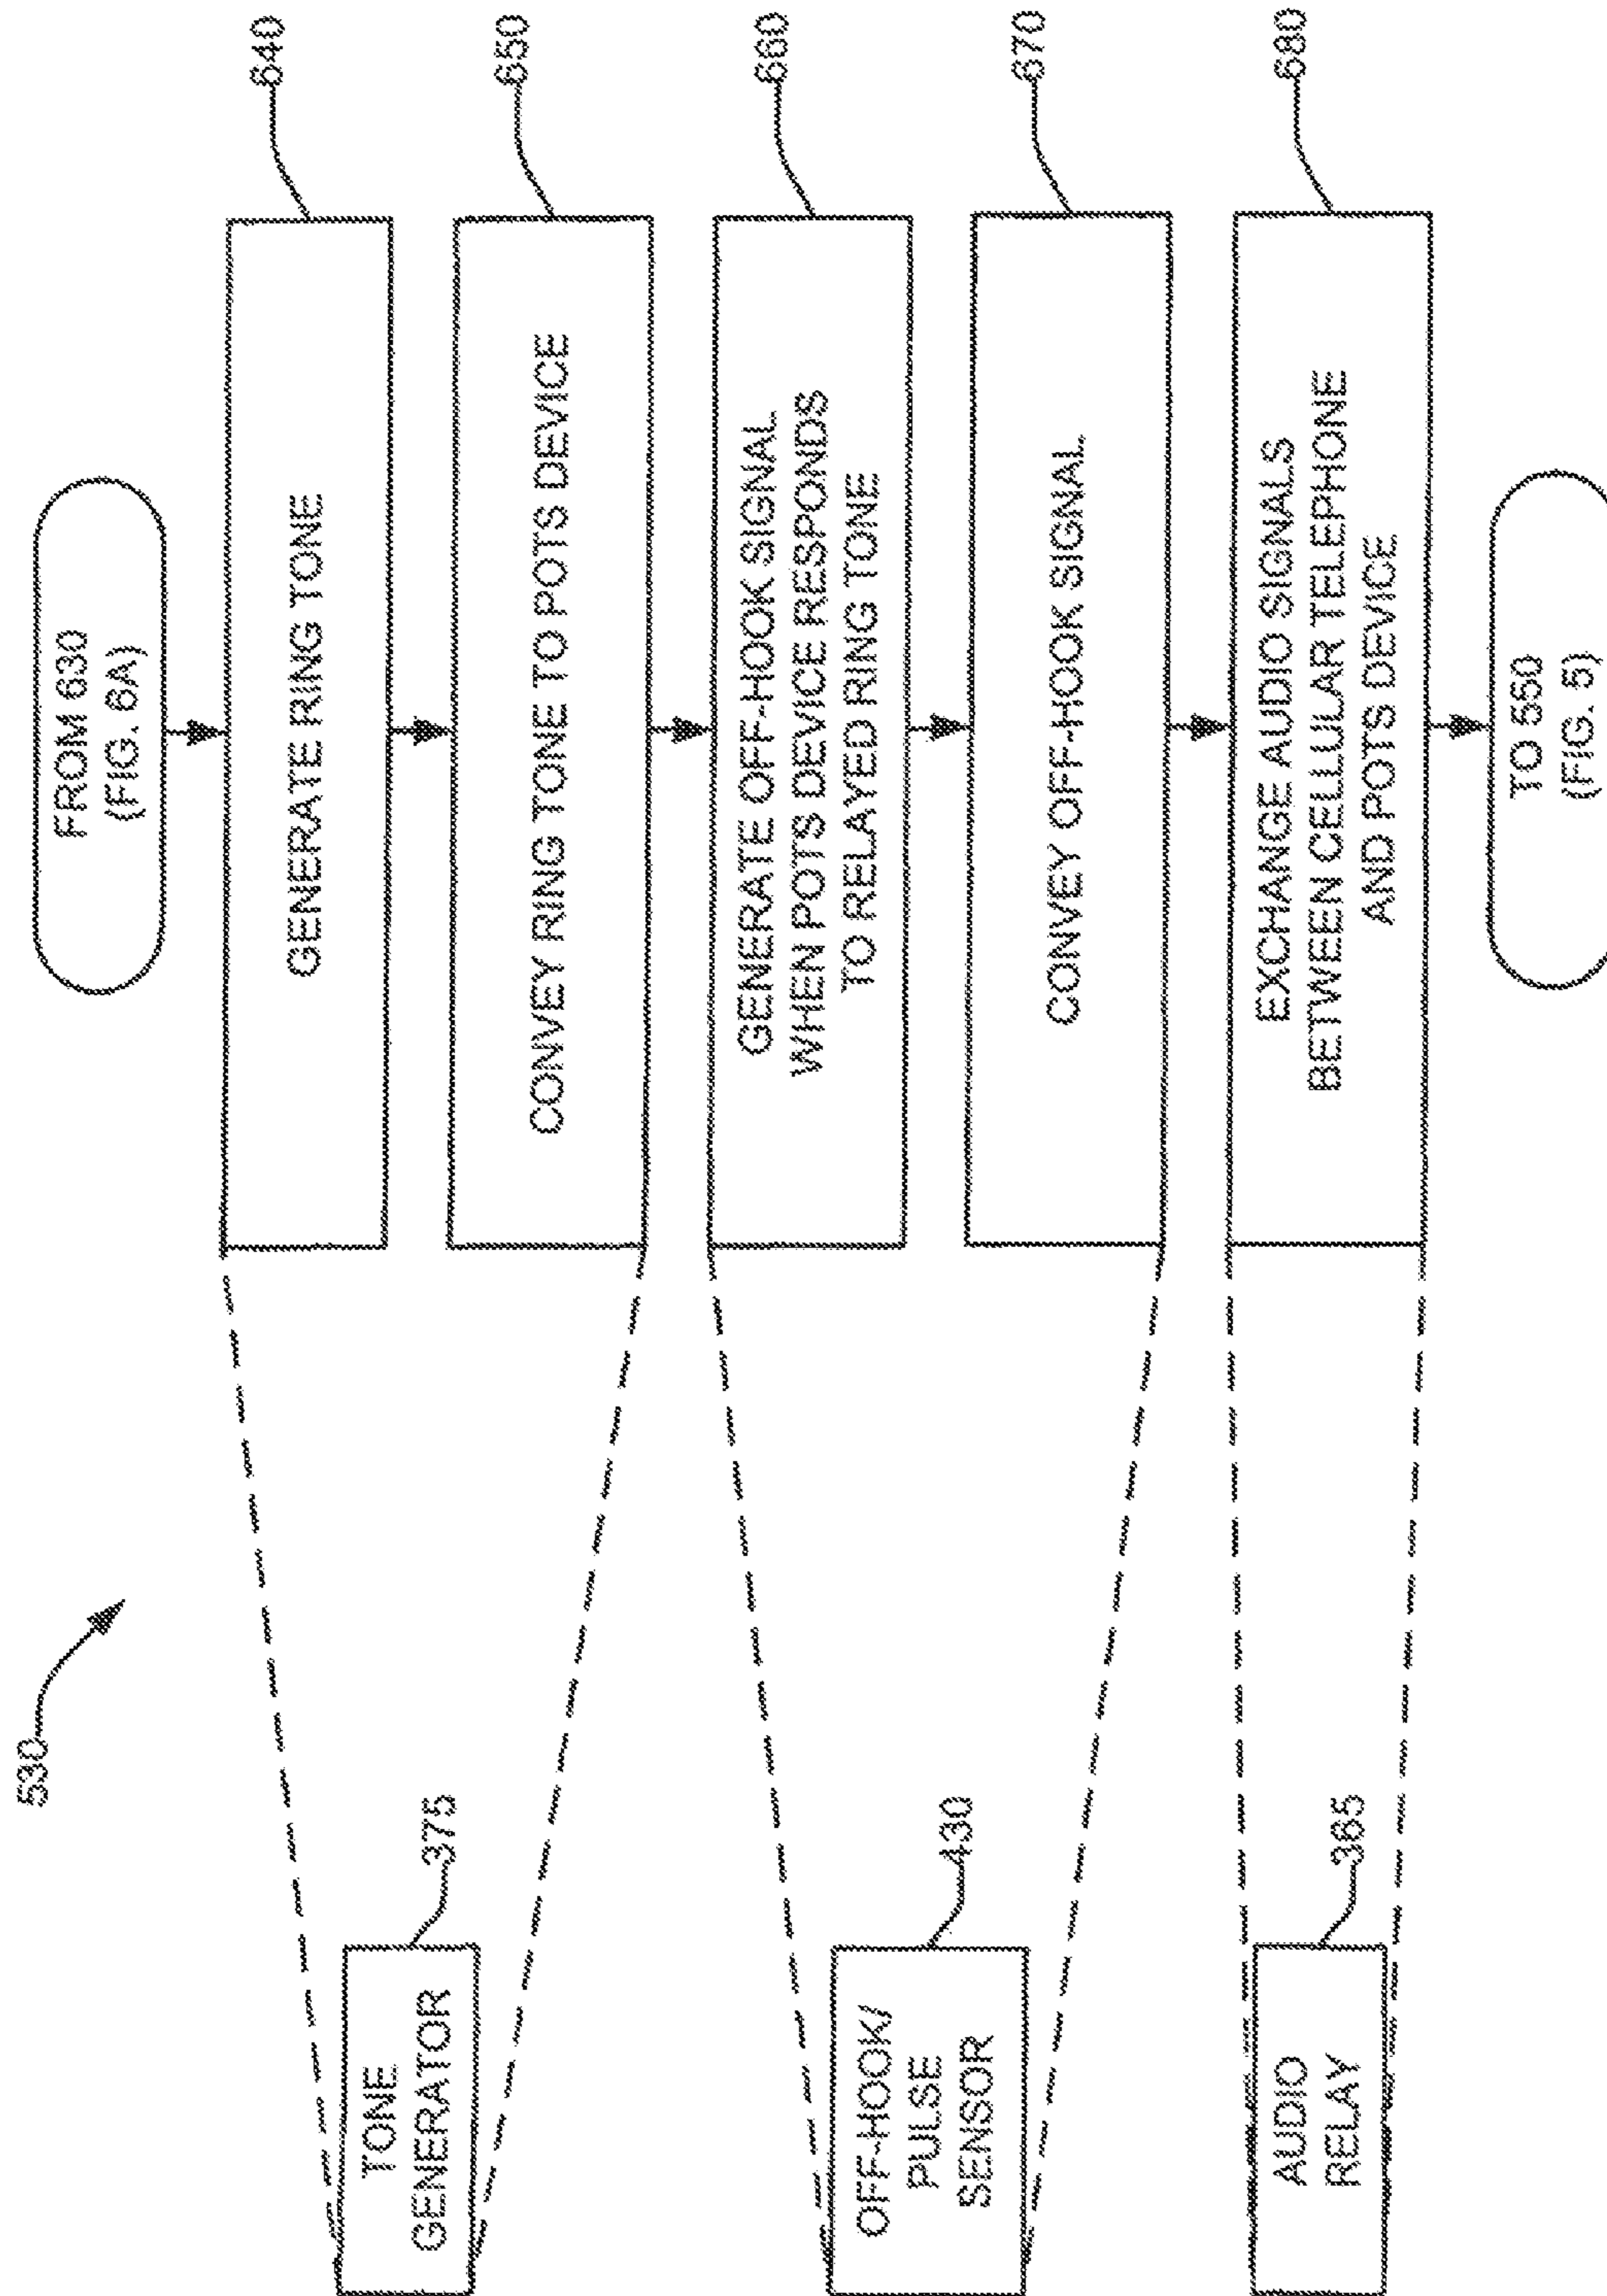 530
FROM 630
(FIG. 6A)
GENERATE RING TONE
640
CONVEY RING TONE TO POTS DEVICE
650
TONE
GENERATOR
375
GENERATE OFF-HOOK SIGNAL
WHEN POTS DEVICE RESPONDS
TO RELAYED RING TONE
660
CONVEY OFF-HOOK SIGNAL
670
OFF-HOOK/
PULSE
SENSOR
430
EXCHANGE AUDIO SIGNALS
BETWEEN CELLULAR TELEPHONE
AND POTS DEVICE
680
AUDIO
RELAY
365
TO 550
(FIG. 5)